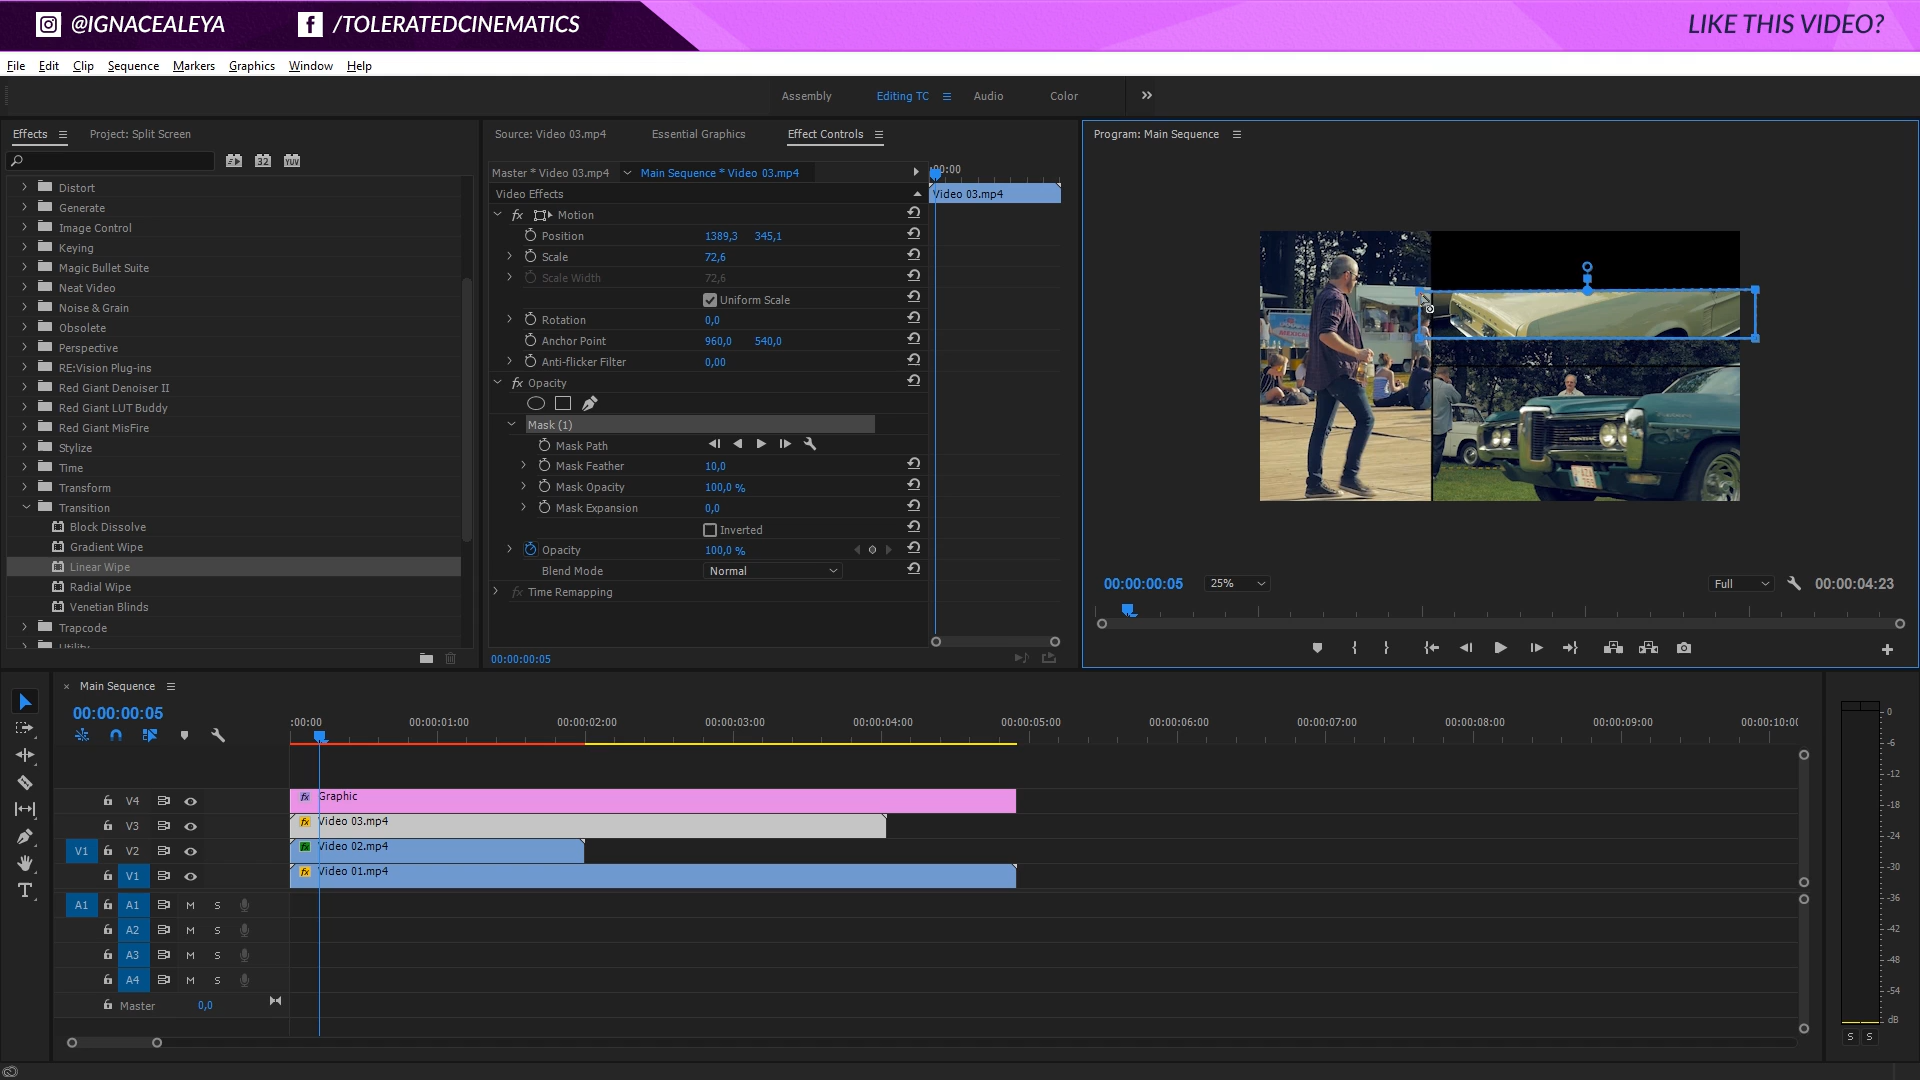 @IGNACEALEYA
/TOLERATEDCINEMATICS
LIKE THIS VIDEO?
File Edit Clip Sequence Markers Graphics Window Help
Assembly Editing TC Audio Color
Effects Project: Split Screen
32 YUV
Distort
Generate
Image Control
Keying
Magic Bullet Suite
Neat Video
Noise & Grain
Obsolete
Perspective
RE:Vision Plug-ins
Red Giant Denoiser II
Red Giant LUT Buddy
Red Giant MisFire
Stylize
Time
Transform
Transition
Block Dissolve
Gradient Wipe
Linear Wipe
Radial Wipe
Venetian Blinds
Trapcode
Utility
Source: Video 03.mp4 Essential Graphics Effect Controls
Master * Video 03.mp4 Main Sequence * Video 03.mp4
:00:00
Video Effects
Video 03.mp4
fx Motion
Position 1389,3 345,1
Scale 72,6
Scale Width 72,6
Uniform Scale
Rotation 0,0
Anchor Point 960,0 540,0
Anti-flicker Filter 0,00
fx Opacity
Mask (1)
Mask Path
Mask Feather 10,0
Mask Opacity 100,0 %
Mask Expansion 0,0
Inverted
Opacity 100,0 %
Blend Mode Normal
fx Time Remapping
00:00:00:05
Program: Main Sequence
PONTIAC
00:00:00:05 25% Full 00:00:04:23
× Main Sequence
00:00:00:05
:00:00 00:00:01:00 00:00:02:00 00:00:03:00 00:00:04:00 00:00:05:00 00:00:06:00 00:00:07:00 00:00:08:00 00:00:09:00 00:00:10:0
V4 fx Graphic
V3 fx Video 03.mp4
V1 V2 fx Video 02.mp4
V1 fx Video 01.mp4
A1 A1 M S
A2 M S
A3 M S
A4 M S
Master 0,0
0
-6
-12
-18
-24
-30
-36
-42
-48
-54
dB
S S